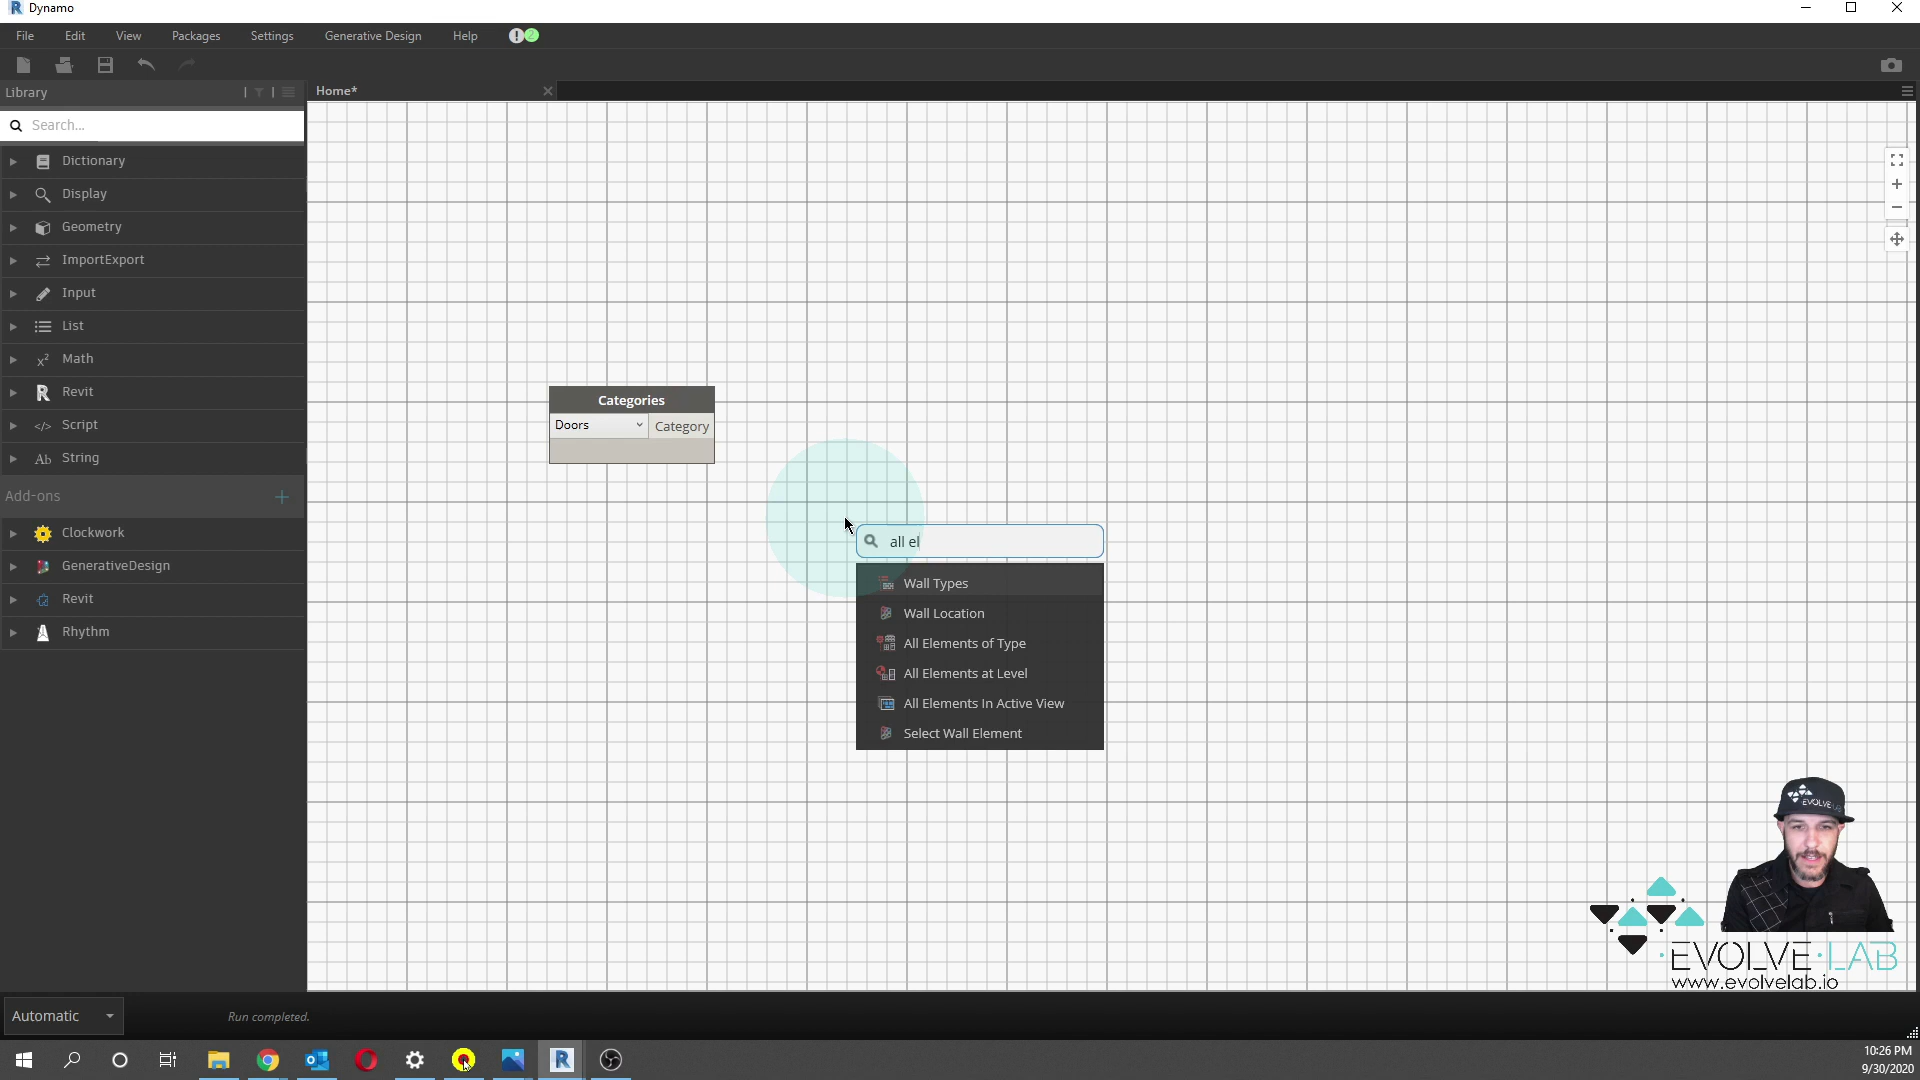 Dynamo
File Edit View Packages Settings Generative Design Help ! 2
Library
Home*
Search...
Dictionary
Display
Geometry
ImportExport
Input
List
Math
Revit
Script
String
Add-ons
Clockwork
GenerativeDesign
Revit
Rhythm
Categories
Doors Category
all el
Wall Types
Wall Location
All Elements of Type
All Elements at Level
All Elements In Active View
Select Wall Element
EVOLVE
EVOLVE LAB
www.evolvelab.io
Automatic Run completed.
10:26 PM
9/30/2020